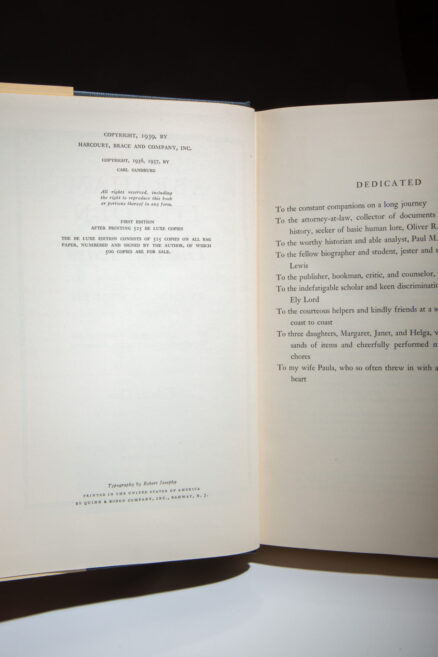 COPYRIGHT, 1939, BY
HARCOURT, BRACE AND COMPANY, INC.
COPYRIGHT, 1936, 1937, BY
CARL SANDBURG
All rights reserved, including
the right to reproduce this book
or portions thereof in any form.
FIRST EDITION
AFTER PRINTING 525 DE LUXE COPIES
THE DE LUXE EDITION CONSISTS OF 525 COPIES ON ALL RAG
PAPER, NUMBERED AND SIGNED BY THE AUTHOR, OF WHICH
500 COPIES ARE FOR SALE.
Typography by Robert Josephy
PRINTED IN THE UNITED STATES OF AMERICA
BY QUINN & BODEN COMPANY, INC., RAHWAY, N. J.
DEDICATED
To the constant companions on a long journey
To the attorney-at-law, collector of documents
history, seeker of basic human lore, Oliver R.
To the worthy historian and able analyst, Paul M.
To the fellow biographer and student, jester and
Lewis
To the publisher, bookman, critic, and counselor,
To the indefatigable scholar and keen discrimination
Ely Lord
To the courteous helpers and kindly friends at a
coast to coast
To three daughters, Margaret, Janet, and Helga,
sands of items and cheerfully performed
chores
To my wife Paula, who so often threw in with a
heart